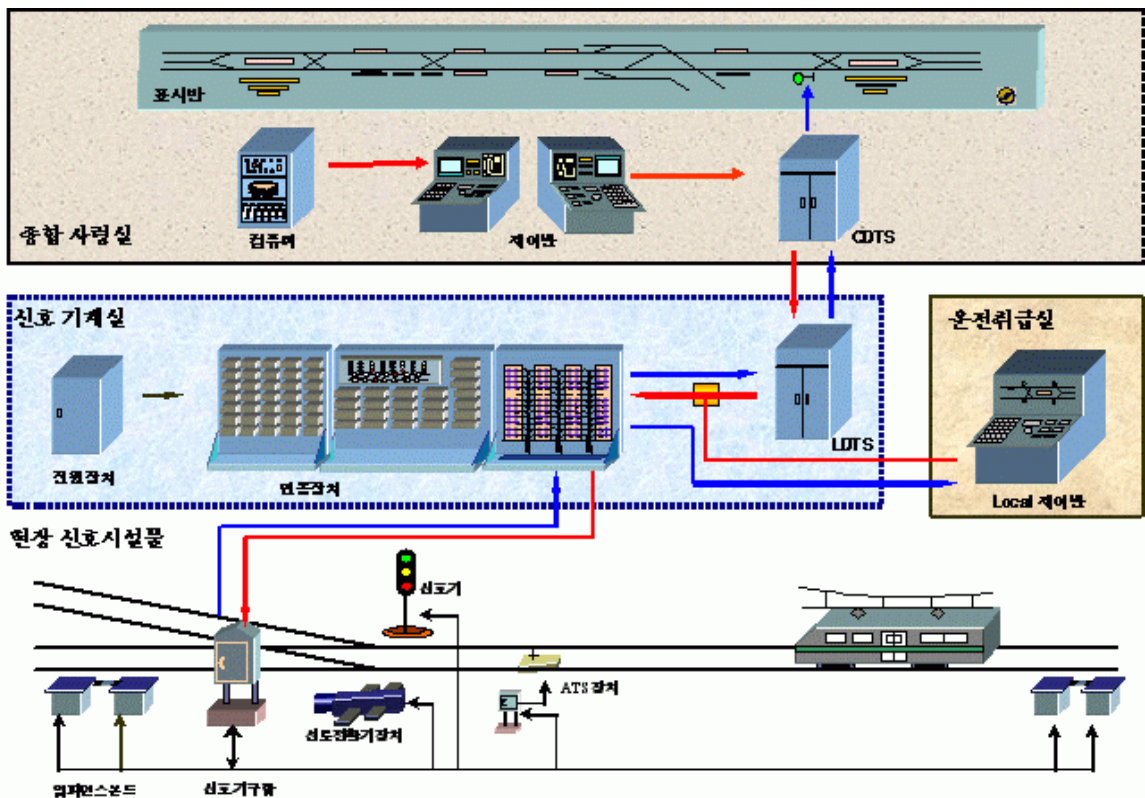 표시반
종합 사령실
컴퓨터
제어반
CDTS
신호 기계실
전원장치
연동장치
LDTS
운전취급실
Local 제어반
현장 신호시설물
신호기
ATS장치
선로전환기장치
임피던스본드
신호기구함